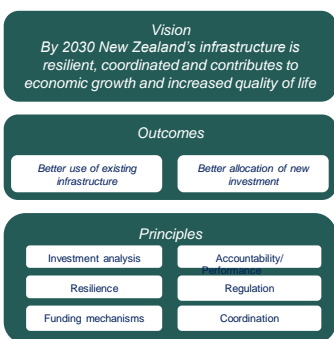 Vision
By 2030 New Zealand's infrastructure is
resilient, coordinated and contributes to
economic growth and increased quality of life
Outcomes
Better use of existing
infrastructure
Better allocation of new
investment
Principles
Investment analysis
Accountability/
Performance
Resilience
Regulation
Funding mechanisms
Coordination